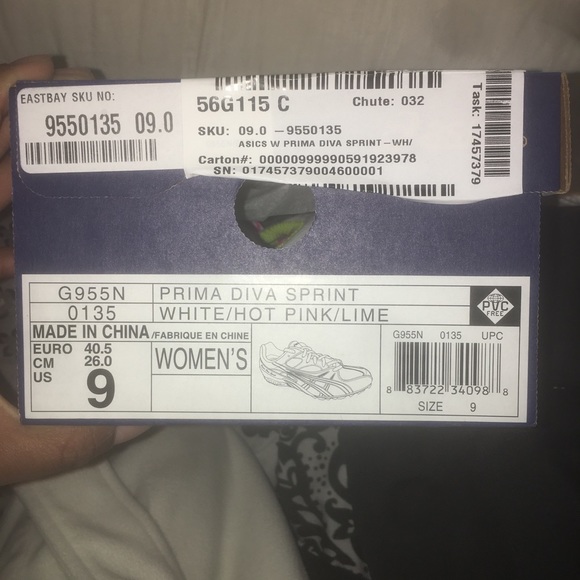 EASTBAY SKU NO:
9550135 09.0
56G115 C
Chute: 032
SKU: 09.0 -9550135
ASICS W PRIMA DIVA SPRINT-WH/
Carton#: 00000999990591923978
SN: 017457379004600001
Task: 17457379
G955N PRIMA DIVA SPRINT
0135 WHITE/HOT PINK/LIME
MADE IN CHINA/FABRIQUE EN CHINE
EURO 40.5
CM 26.0
US 9
WOMEN'S
PVC
FREE
G955N 0135 UPC
8 83722 34098 8
SIZE 9